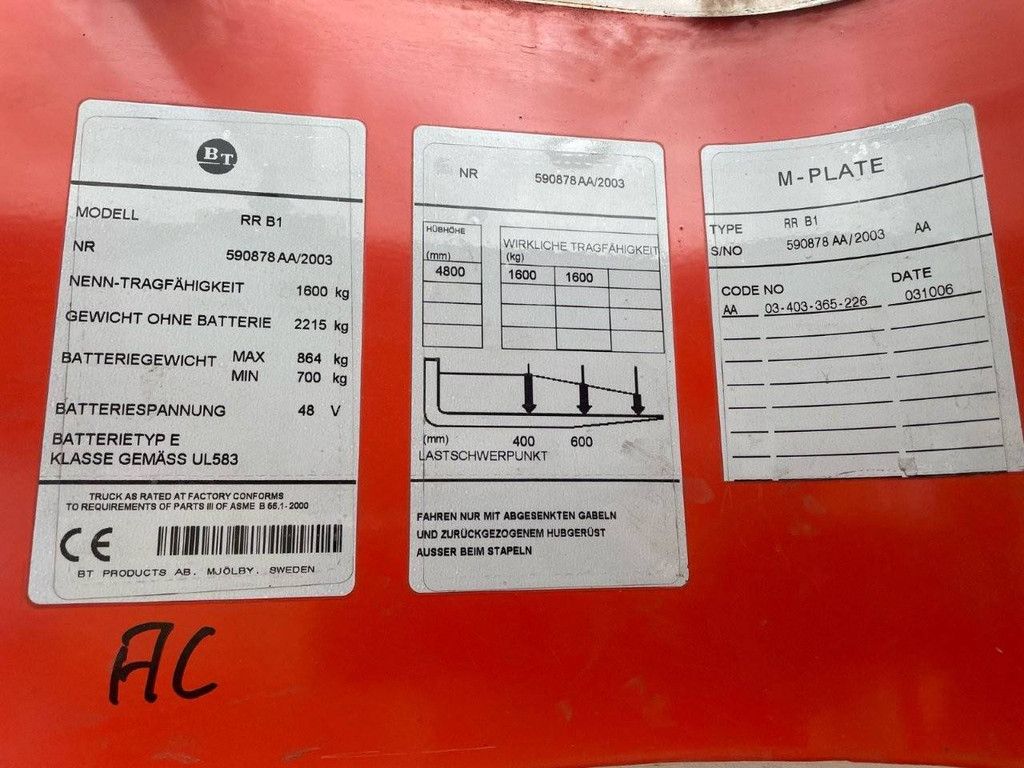 BT
MODELL RR B1
NR 590878 AA/2003
NENN-TRAGFÄHIGKEIT 1600 kg
GEWICHT OHNE BATTERIE 2215 kg
BATTERIEGEWICHT MAX 864 kg
MIN 700 kg
BATTERIESPANNUNG 48 V
BATTERIETYP E
KLASSE GEMÄSS UL583
TRUCK AS RATED AT FACTORY CONFORMS
TO REQUIREMENTS OF PARTS III OF ASME B 56.1-2000
CE
BT PRODUCTS AB. MJÖLBY. SWEDEN
AC
NR 590878 AA/2003
HUBHÖHE
(mm)
4800
WIRKLICHE TRAGFÄHIGKEIT
(kg)
1600 1600
(mm) 400 600
LASTSCHWERPUNKT
FAHREN NUR MIT ABGESENKTEN GABELN
UND ZURÜCKGEZOGENEM HUBGERÜST
AUSSER BEIM STAPELN
M-PLATE
TYPE RR B1
S/NO 590878 AA/2003 AA
CODE NO DATE
AA 03-403-365-226 031006